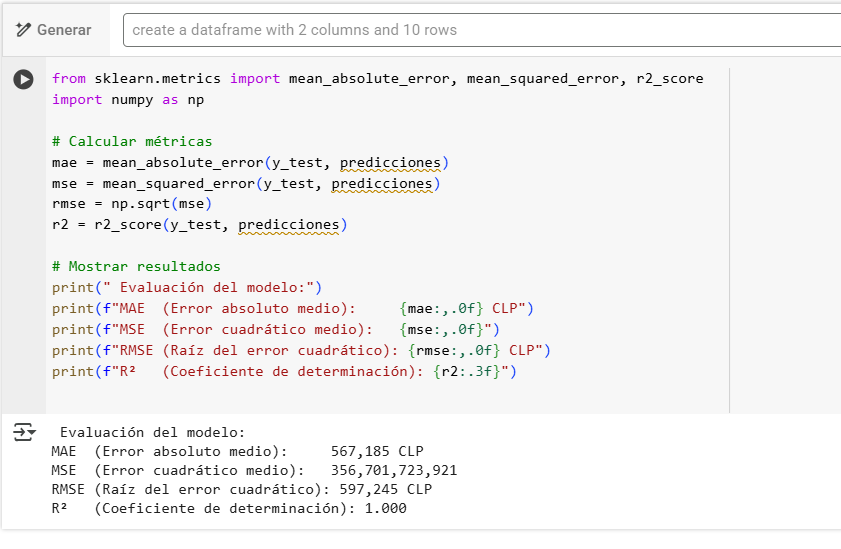 Generar
create a dataframe with 2 columns and 10 rows
from sklearn.metrics import mean_absolute_error, mean_squared_error, r2_score
import numpy as np
# Calcular métricas
mae = mean_absolute_error(y_test, predicciones)
mse = mean_squared_error(y_test, predicciones)
rmse = np.sqrt(mse)
r2 = r2_score(y_test, predicciones)
# Mostrar resultados
print(" Evaluación del modelo:")
print(f"MAE  (Error absoluto medio):     {mae:,.0f} CLP")
print(f"MSE  (Error cuadrático medio):   {mse:,.0f}")
print(f"RMSE (Raíz del error cuadrático): {rmse:,.0f} CLP")
print(f"R²   (Coeficiente de determinación): {r2:.3f}")
 Evaluación del modelo:
MAE  (Error absoluto medio):     567,185 CLP
MSE  (Error cuadrático medio):   356,701,723,921
RMSE (Raíz del error cuadrático): 597,245 CLP
R²   (Coeficiente de determinación): 1.000